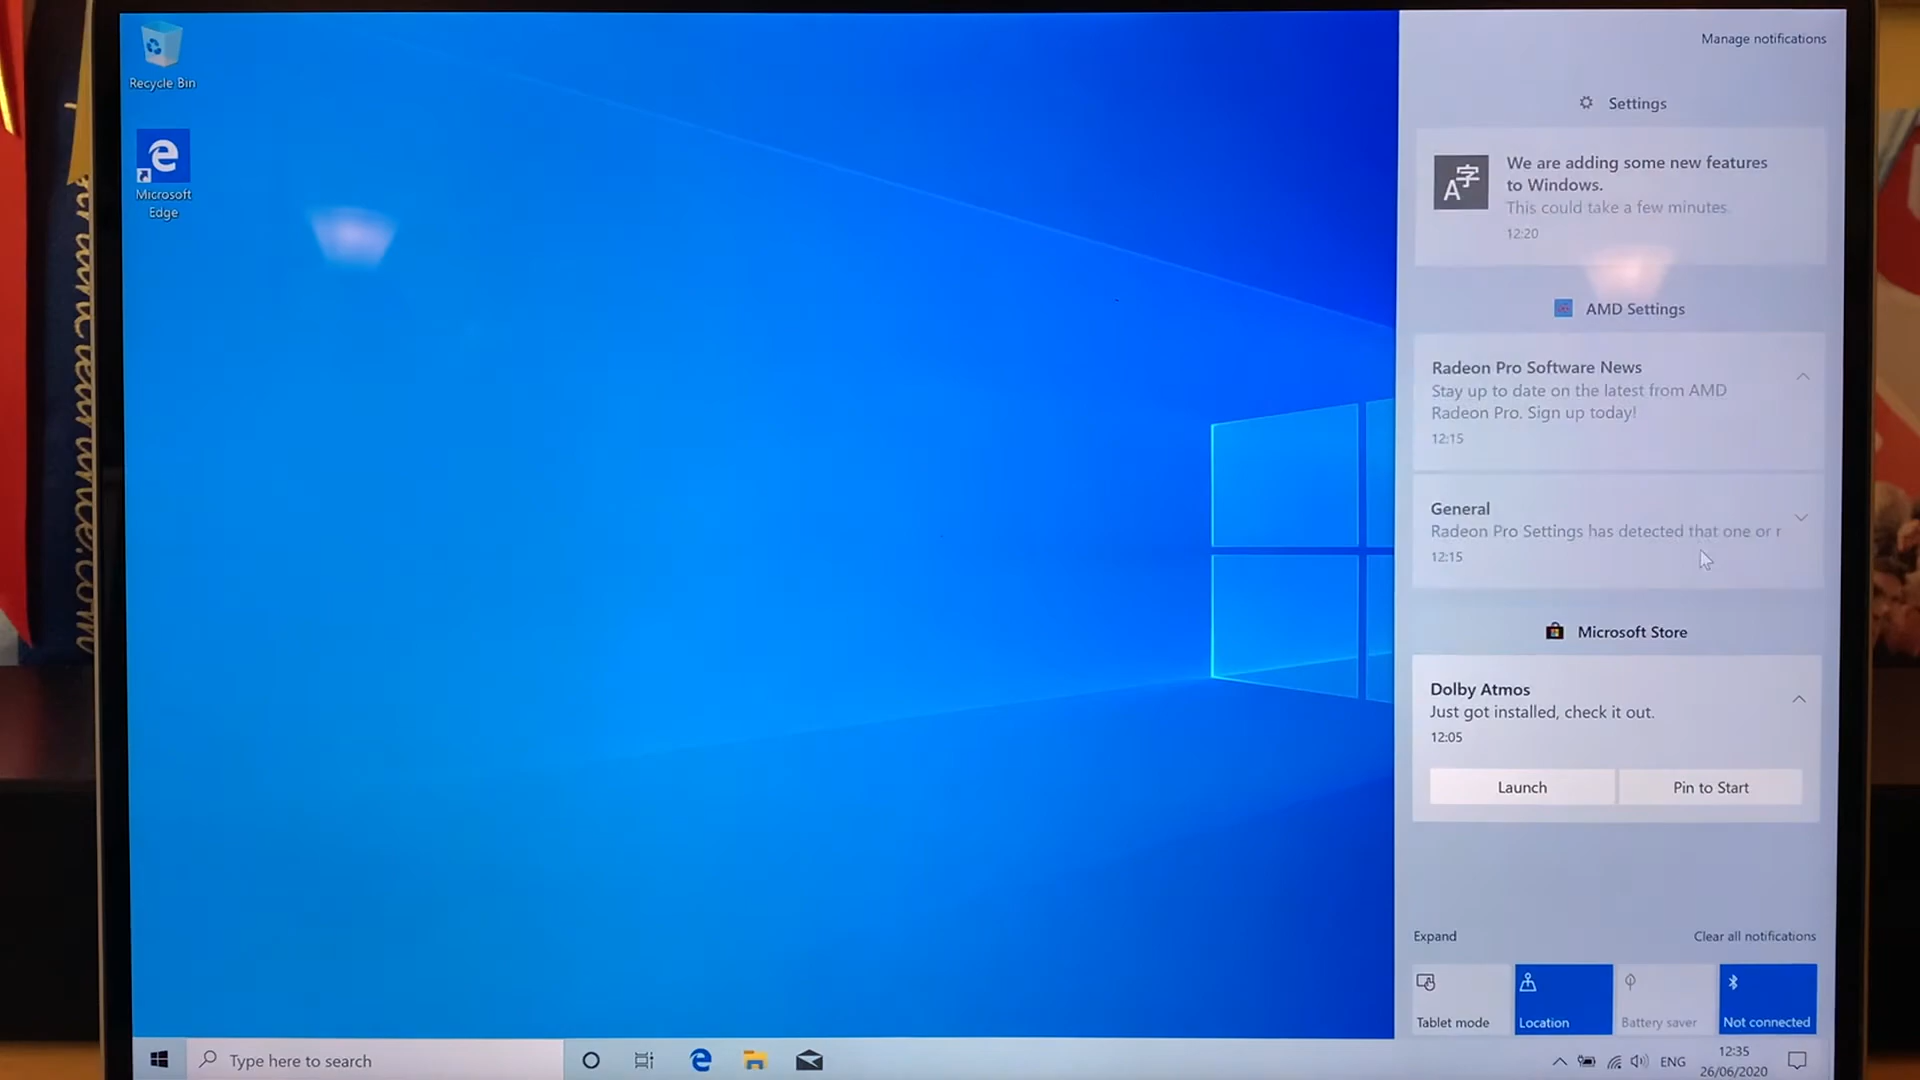 Recycle Bin
Microsoft
Edge
Manage notifications
Settings
A字
We are adding some new features
to Windows.
This could take a few minutes.
12:20
AMD Settings
Radeon Pro Software News
Stay up to date on the latest from AMD
Radeon Pro. Sign up today!
12:15
General
Radeon Pro Settings has detected that one or r
12:15
Microsoft Store
Dolby Atmos
Just got installed, check it out.
12:05
Launch
Pin to Start
Expand
Clear all notifications
Tablet mode
Location
Battery saver
Not connected
Type here to search
ENG
12:35
26/06/2020